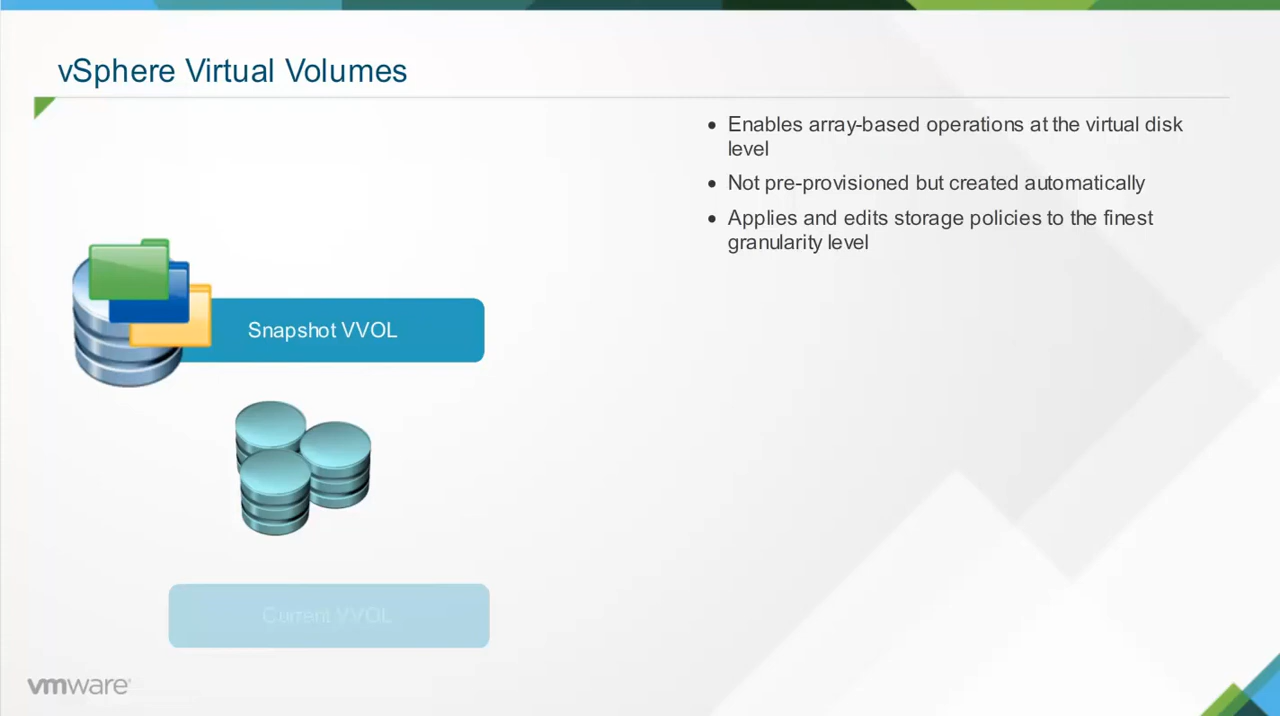 vSphere Virtual Volumes
• Enables array-based operations at the virtual disk
level
• Not pre-provisioned but created automatically
• Applies and edits storage policies to the finest
granularity level
Snapshot VVOL
Current VVOL
vmware®